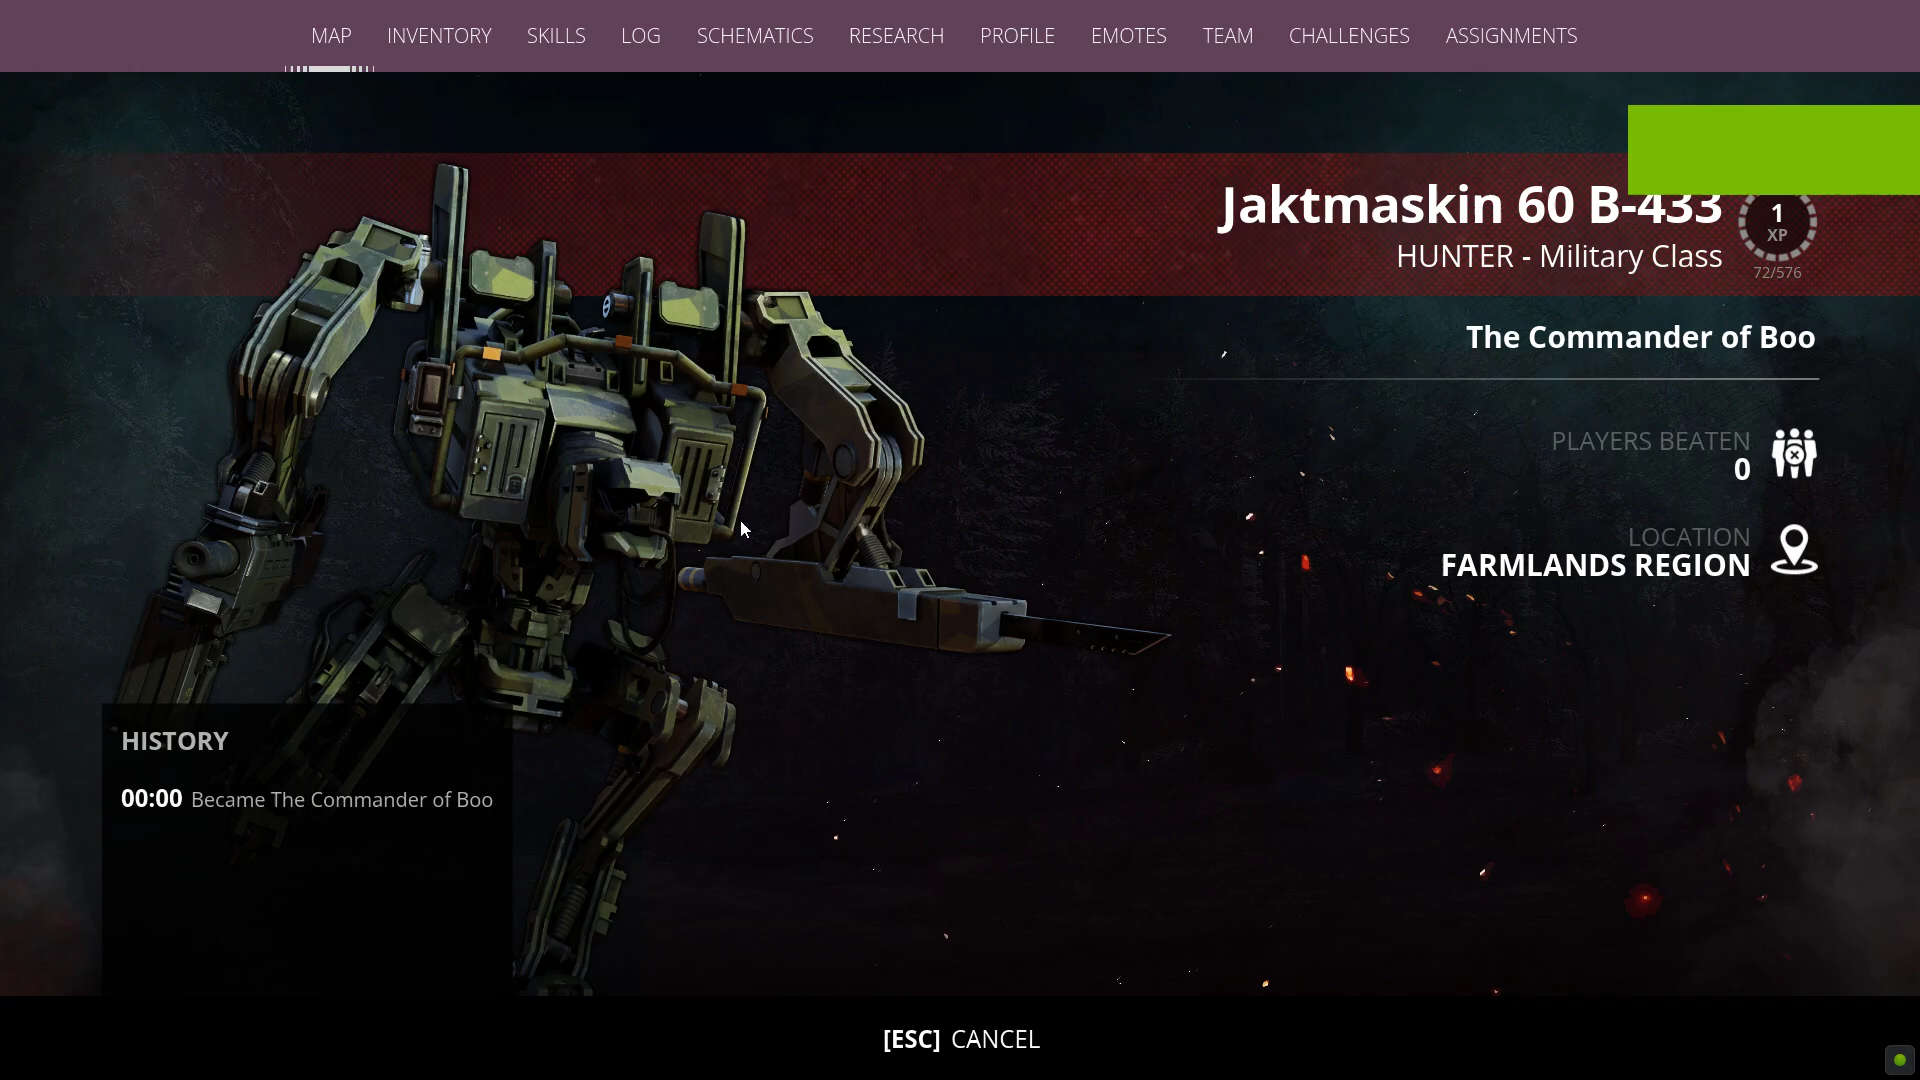 MAP INVENTORY SKILLS LOG SCHEMATICS RESEARCH PROFILE EMOTES TEAM CHALLENGES ASSIGNMENTS
Jaktmaskin 60 B-433
HUNTER - Military Class
1
XP
72/576
The Commander of Boo
PLAYERS BEATEN
0
LOCATION
FARMLANDS REGION
HISTORY
00:00 Became The Commander of Boo
[ESC] CANCEL